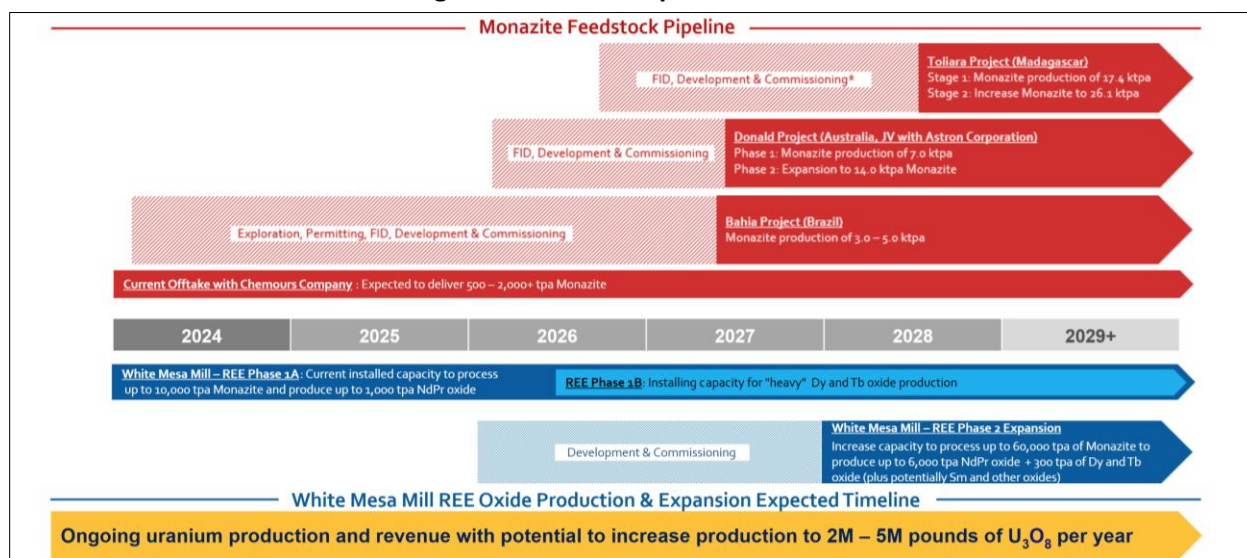 Monazite Feedstock Pipeline
FID, Development & Commissioning*
Toliara Project (Madagascar)
Stage 1: Monazite production of 17.4 ktpa
Stage 2: Increase Monazite to 26.1 ktpa
FID, Development & Commissioning
Donald Project (Australia, JV with Astron Corporation)
Phase 1: Monazite production of 7.0 ktpa
Phase 2: Expansion to 14.0 ktpa Monazite
Exploration, Permitting, FID, Development & Commissioning
Bahia Project (Brazil)
Monazite production of 3.0 – 5.0 ktpa
Current Offtake with Chemours Company : Expected to deliver 500 – 2,000+ tpa Monazite
2024 2025 2026 2027 2028 2029+
White Mesa Mill – REE Phase 1A: Current installed capacity to process
up to 10,000 tpa Monazite and produce up to 1,000 tpa NdPr oxide
REE Phase 1B: Installing capacity for "heavy" Dy and Tb oxide production
Development & Commissioning
White Mesa Mill – REE Phase 2 Expansion
Increase capacity to process up to 60,000 tpa of Monazite to
produce up to 6,000 tpa NdPr oxide + 300 tpa of Dy and Tb
oxide (plus potentially Sm and other oxides)
White Mesa Mill REE Oxide Production & Expansion Expected Timeline
Ongoing uranium production and revenue with potential to increase production to 2M – 5M pounds of U₃O₈ per year